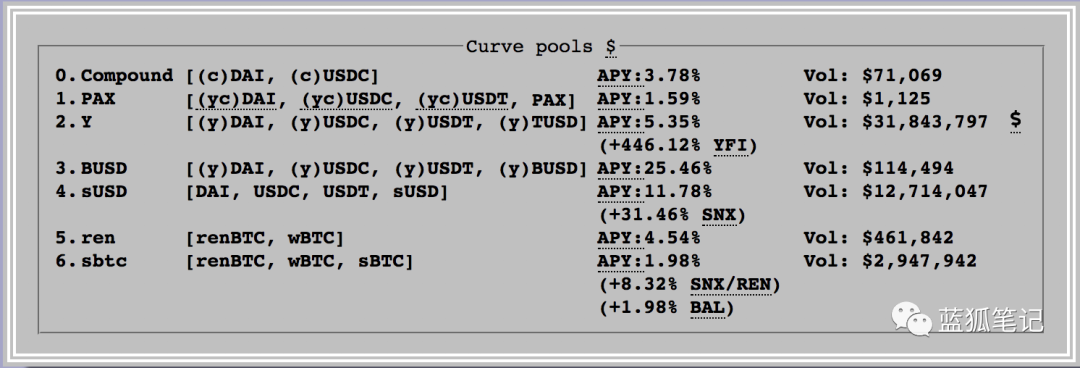 Curve pools $
0.Compound [(c)DAI, (c)USDC] APY:3.78% Vol: $71,069
1.PAX [(yc)DAI, (yc)USDC, (yc)USDT, PAX] APY:1.59% Vol: $1,125
2.Y [(y)DAI, (y)USDC, (y)USDT, (y)TUSD] APY:5.35% Vol: $31,843,797 $
(+446.12% YFI)
3.BUSD [(y)DAI, (y)USDC, (y)USDT, (y)BUSD] APY:25.46% Vol: $114,494
4.sUSD [DAI, USDC, USDT, sUSD] APY:11.78% Vol: $12,714,047
(+31.46% SNX)
5.ren [renBTC, wBTC] APY:4.54% Vol: $461,842
6.sbtc [renBTC, wBTC, sBTC] APY:1.98% Vol: $2,947,942
(+8.32% SNX/REN)
(+1.98% BAL)
蓝狐笔记